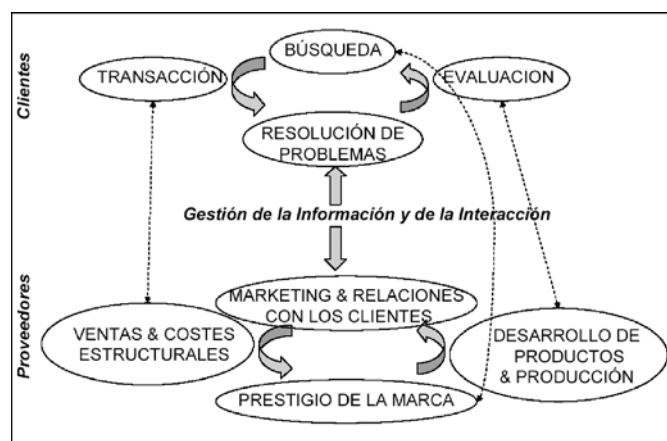 Clientes
BÚSQUEDA
TRANSACCIÓN
EVALUACION
RESOLUCIÓN DE
PROBLEMAS
Gestión de la Información y de la Interacción
Proveedores
MARKETING & RELACIONES
CON LOS CLIENTES
VENTAS & COSTES
ESTRUCTURALES
DESARROLLO DE
PRODUCTOS
& PRODUCCIÓN
PRESTIGIO DE LA MARCA